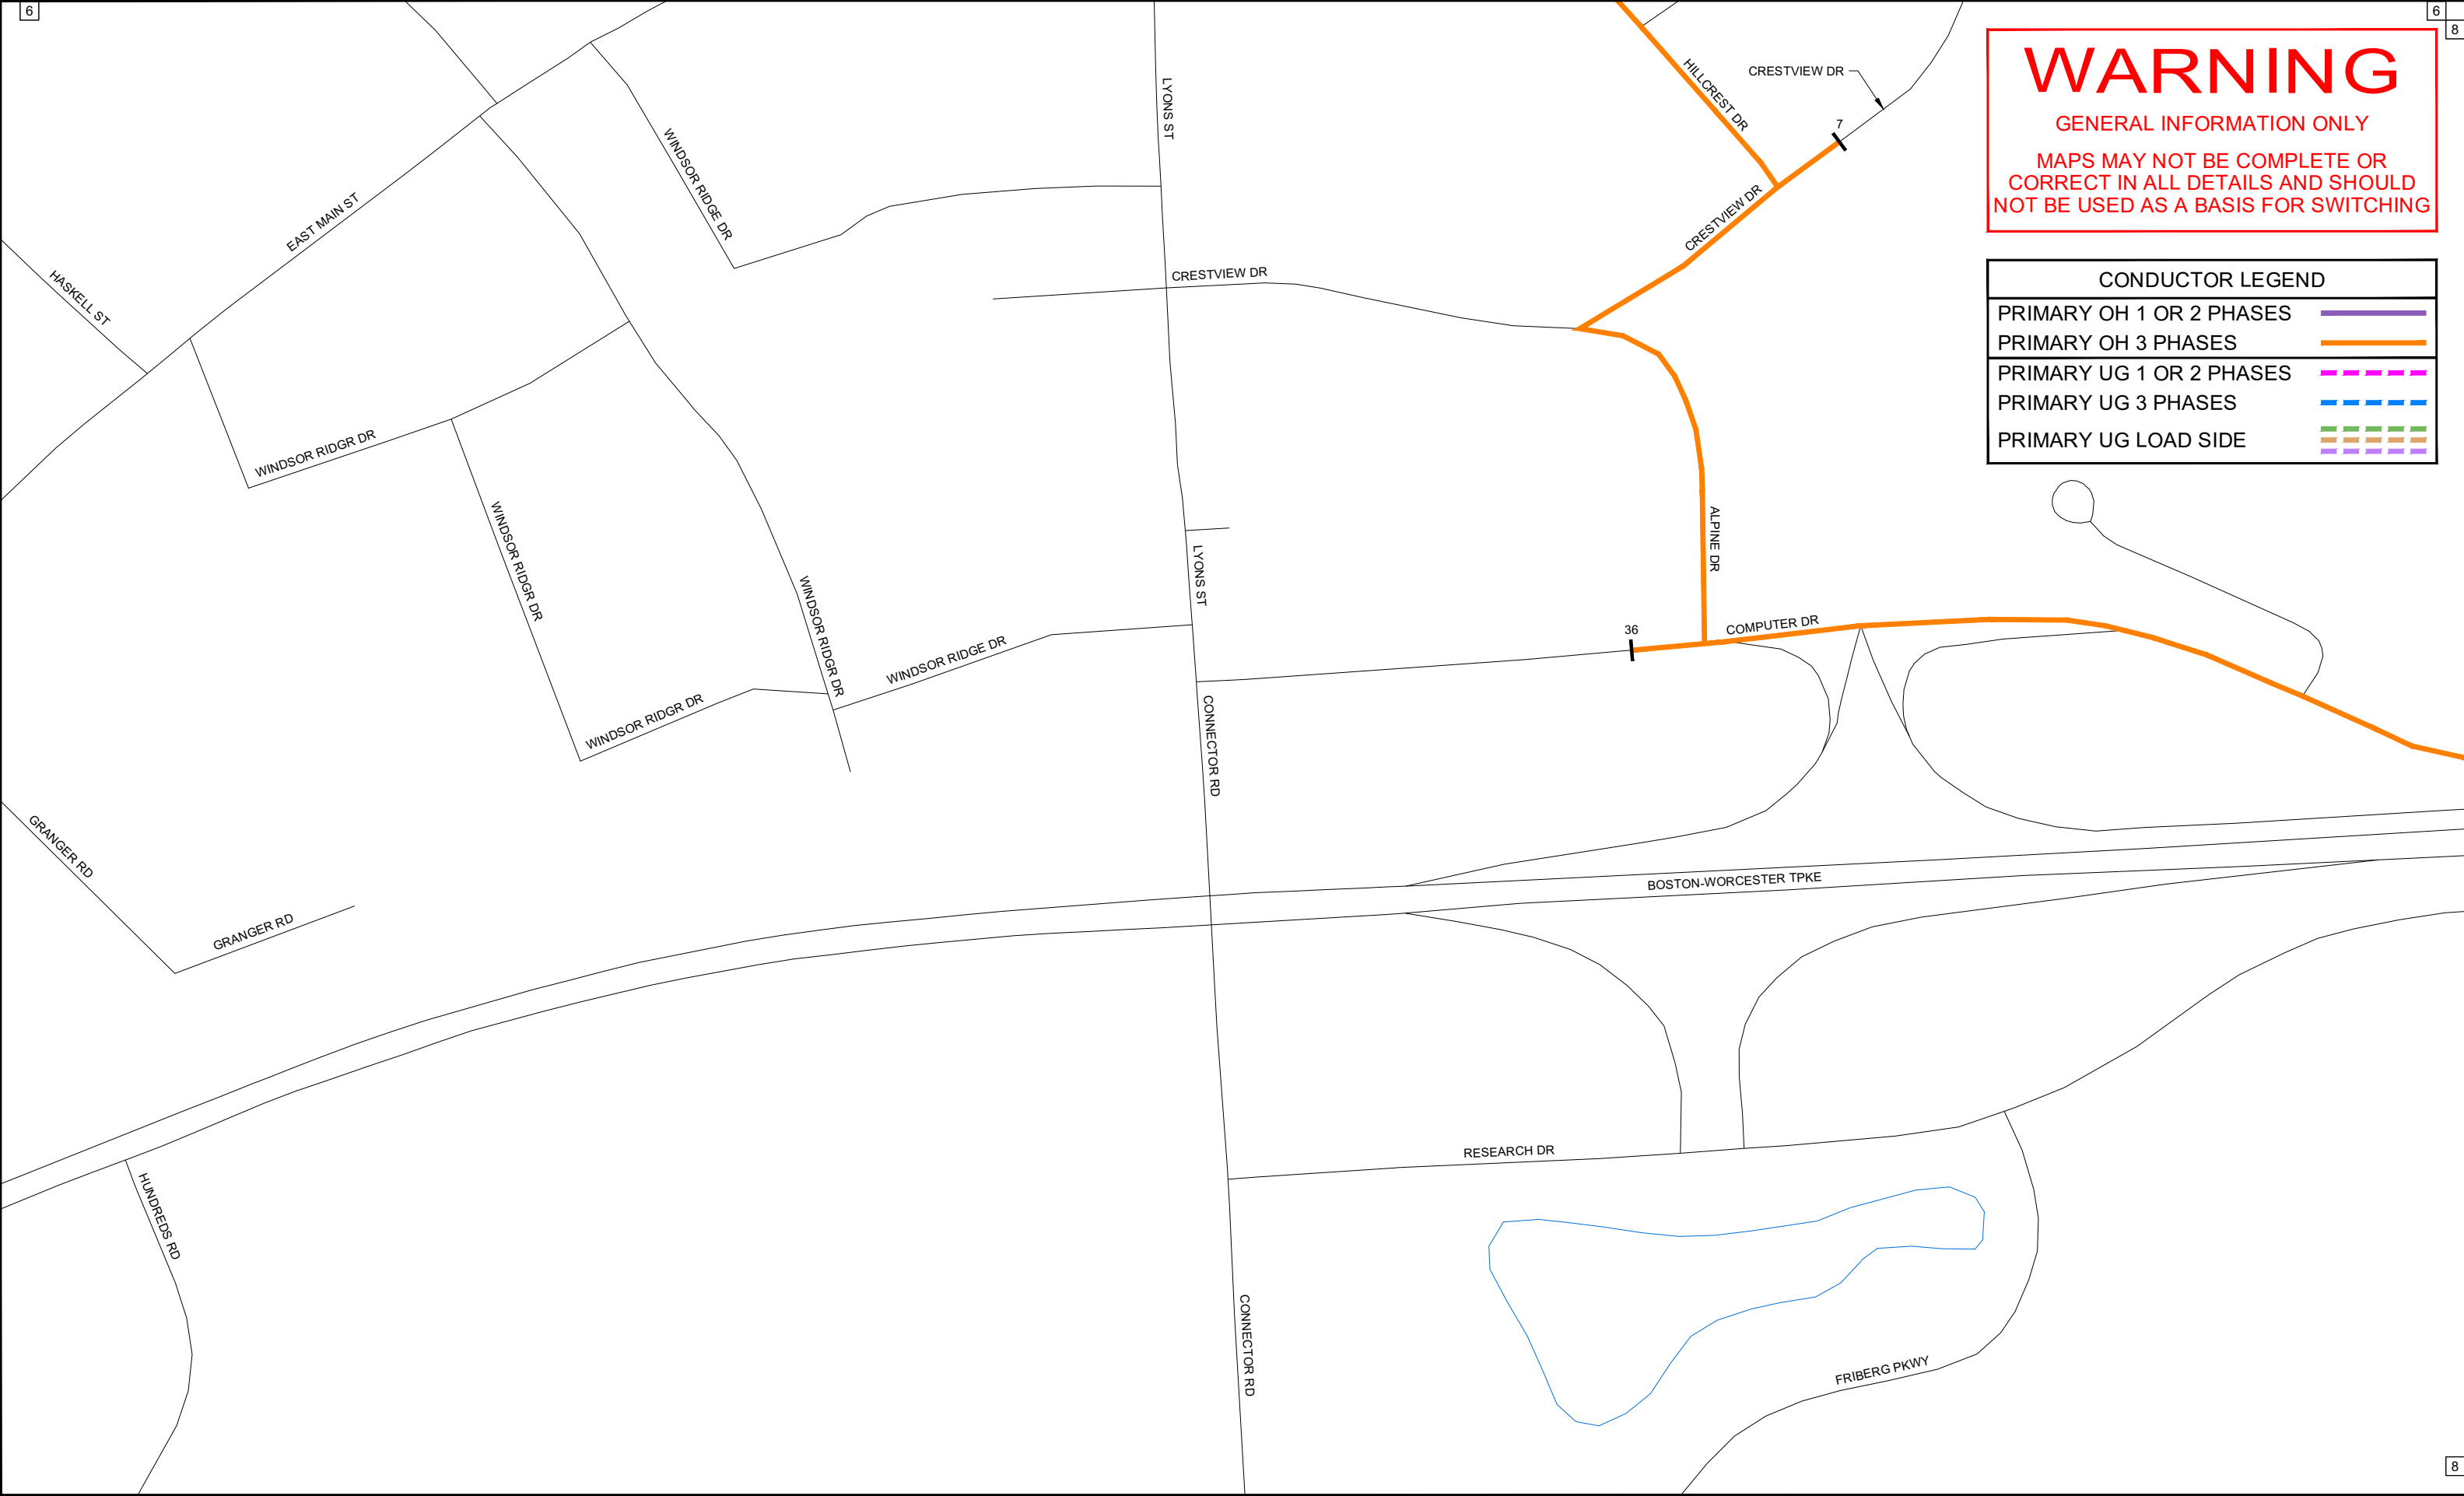 6
6
8
WARNING
GENERAL INFORMATION ONLY
MAPS MAY NOT BE COMPLETE OR
CORRECT IN ALL DETAILS AND SHOULD
NOT BE USED AS A BASIS FOR SWITCHING
CONDUCTOR LEGEND
PRIMARY OH 1 OR 2 PHASES
PRIMARY OH 3 PHASES
PRIMARY UG 1 OR 2 PHASES
PRIMARY UG 3 PHASES
PRIMARY UG LOAD SIDE
HILLCREST DR
CRESTVIEW DR
7
LYONS ST
WINDSOR RIDGE DR
EAST MAIN ST
CRESTVIEW DR
CRESTVIEW DR
HASKELL ST
WINDSOR RIDGR DR
WINDSOR RIDGR DR
LYONS ST
ALPINE DR
WINDSOR RIDGR DR
WINDSOR RIDGE DR
36
COMPUTER DR
WINDSOR RIDGR DR
CONNECTOR RD
GRANGER RD
GRANGER RD
BOSTON-WORCESTER TPKE
RESEARCH DR
HUNDREDS RD
CONNECTOR RD
FRIBERG PKWY
8